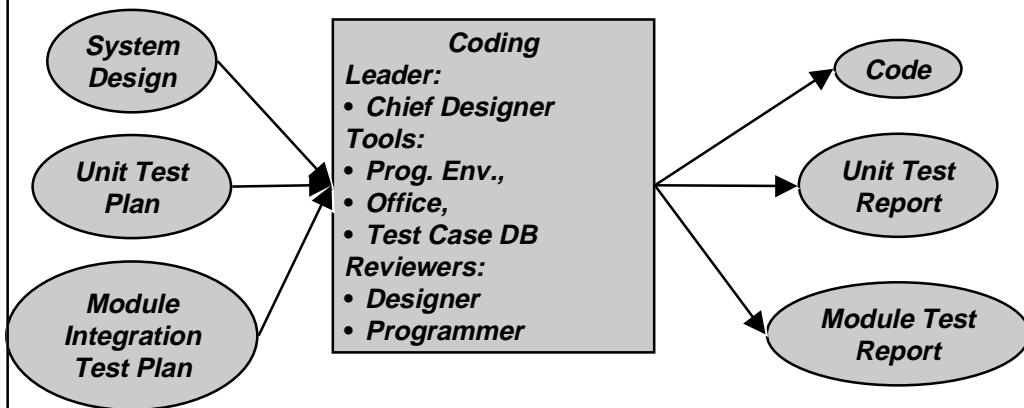 System
Design
Unit Test
Plan
Module
Integration
Test Plan
Coding
Leader:
• Chief Designer
Tools:
• Prog. Env.,
• Office,
• Test Case DB
Reviewers:
• Designer
• Programmer
Code
Unit Test
Report
Module Test
Report